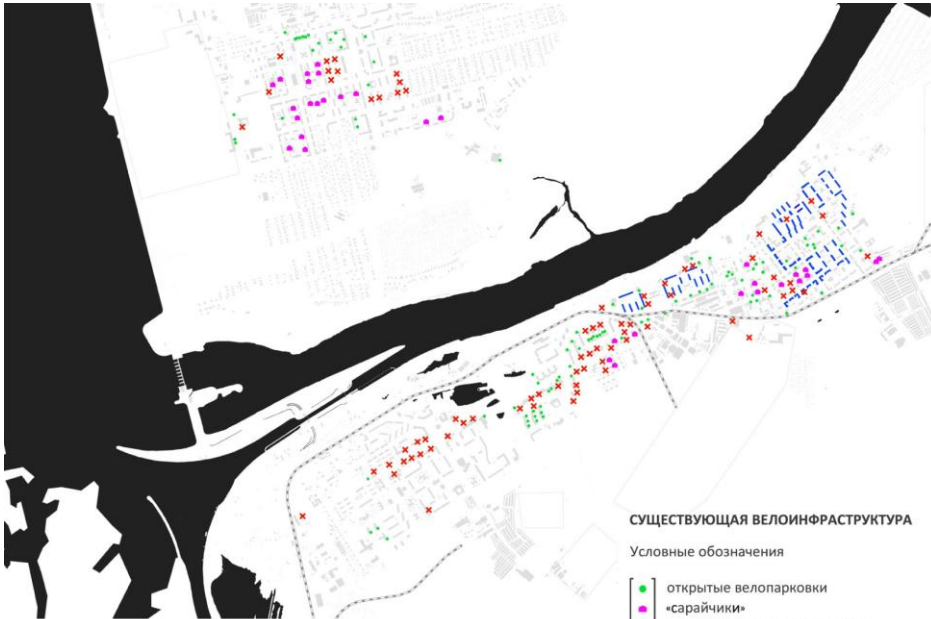 СУЩЕСТВУЮЩАЯ ВЕЛОИНФРАСТРУКТУРА
Условные обозначения
открытые велопарковки
«сарайчики»